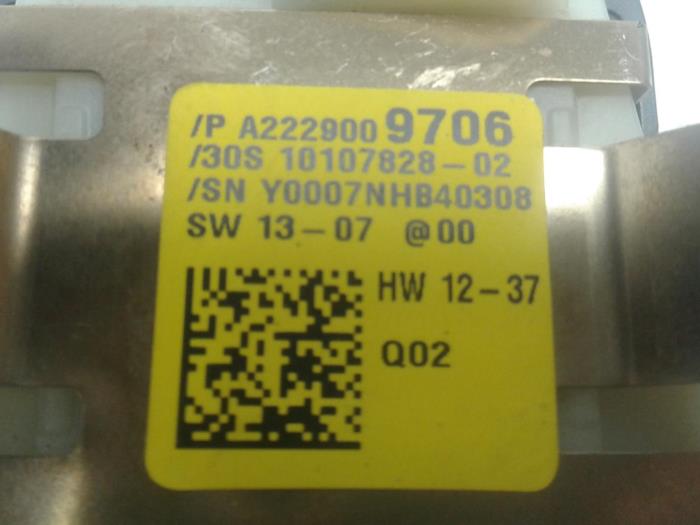 /P A222900 9706
/30S 10107828-02
/SN Y0007NHB40308
SW 13-07 @00
HW 12-37
Q02